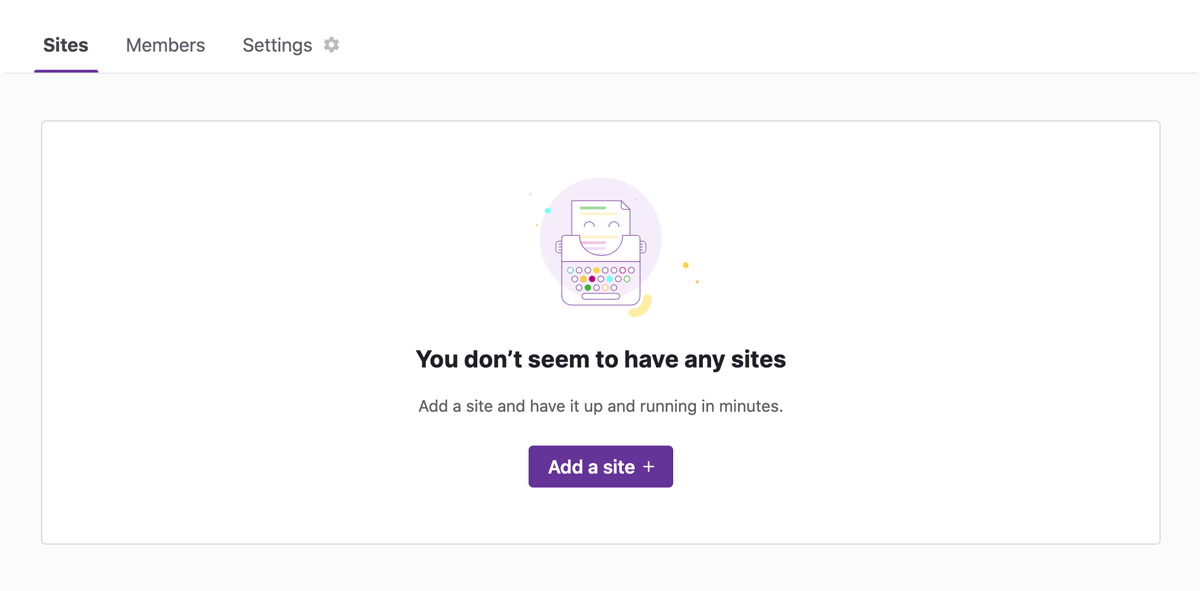 Sites Members Settings
You don’t seem to have any sites
Add a site and have it up and running in minutes.
Add a site +